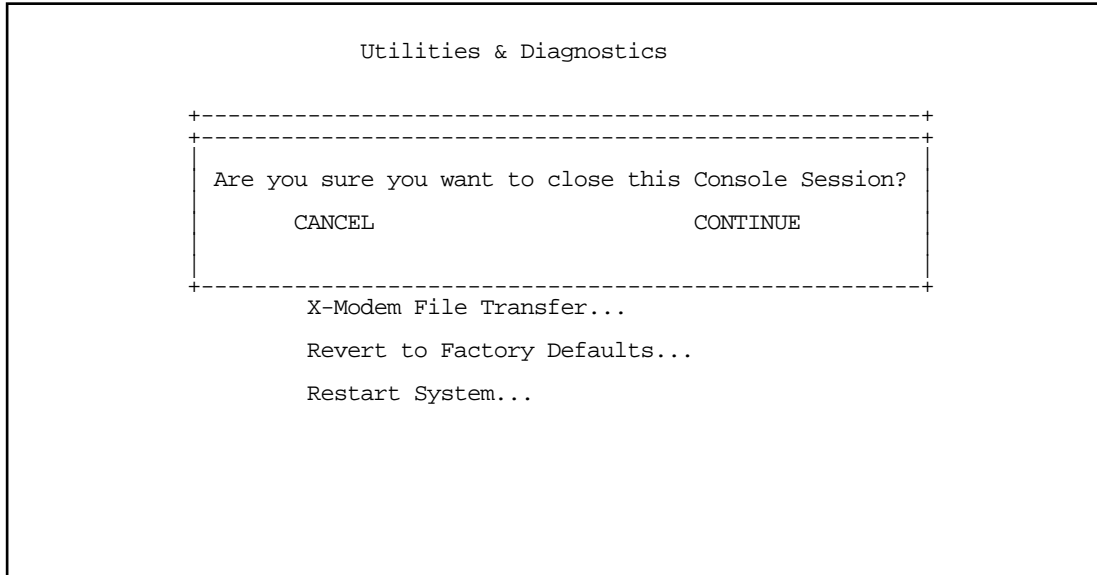 Utilities & Diagnostics
+------------------------------------------------------+
+------------------------------------------------------+
Are you sure you want to close this Console Session?
CANCEL CONTINUE
+------------------------------------------------------+
X-Modem File Transfer...
Revert to Factory Defaults...
Restart System...